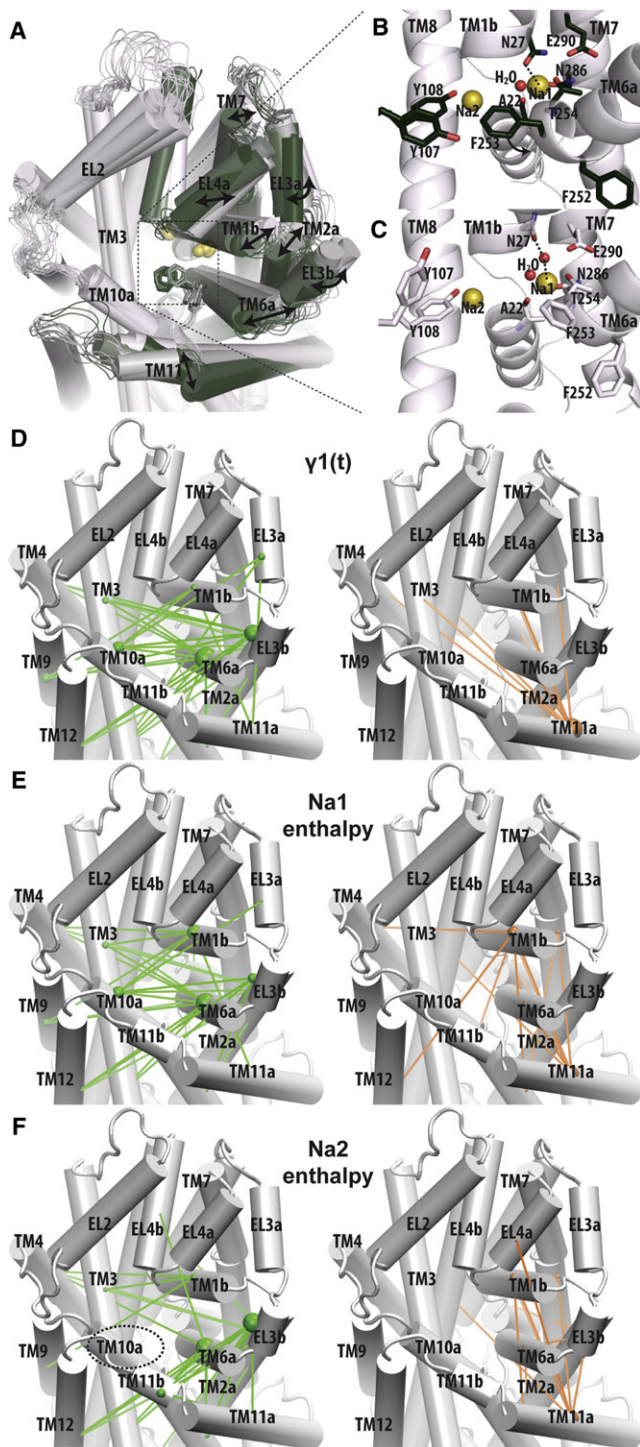 A
EL2
TM7
EL4a
EL3a
TM3
TM1b
TM2a
EL3b
TM10a
TM6a
TM11
B
TM8 TM1b TM7
N27 E290
H₂O N286
Y108 Na1 TM6a
A22 T254
Na2
F253
Y107
F252
C
TM8 TM1b TM7
N27 E290
Y107 H₂O N286
Na1 T254
Na2 A22 TM6a
Y108 F253
F252
D
γ1(t)
TM7
EL2 EL4b EL4a EL3a
TM4
TM3 TM1b
EL3b
TM9 TM10a TM6a
TM11b TM2a
TM12 TM11a
TM7
EL2 EL4b EL4a EL3a
TM4
TM3 TM1b
EL3b
TM9 TM10a TM6a
TM11b TM2a
TM12 TM11a
E
Na1
enthalpy
TM7
EL2 EL4b EL4a EL3a
TM4
TM3 TM1b
EL3b
TM9 TM10a TM6a
TM11b TM2a
TM12 TM11a
TM7
EL2 EL4b EL4a EL3a
TM4
TM3 TM1b
EL3b
TM9 TM10a TM6a
TM11b TM2a
TM12 TM11a
F
Na2
enthalpy
TM7
EL2 EL4b EL4a EL3a
TM4
TM3 TM1b
EL3b
TM9 TM10a TM6a
TM11b TM2a
TM12 TM11a
TM7
EL2 EL4b EL4a EL3a
TM4
TM3 TM1b
EL3b
TM9 TM10a TM6a
TM11b TM2a
TM12 TM11a